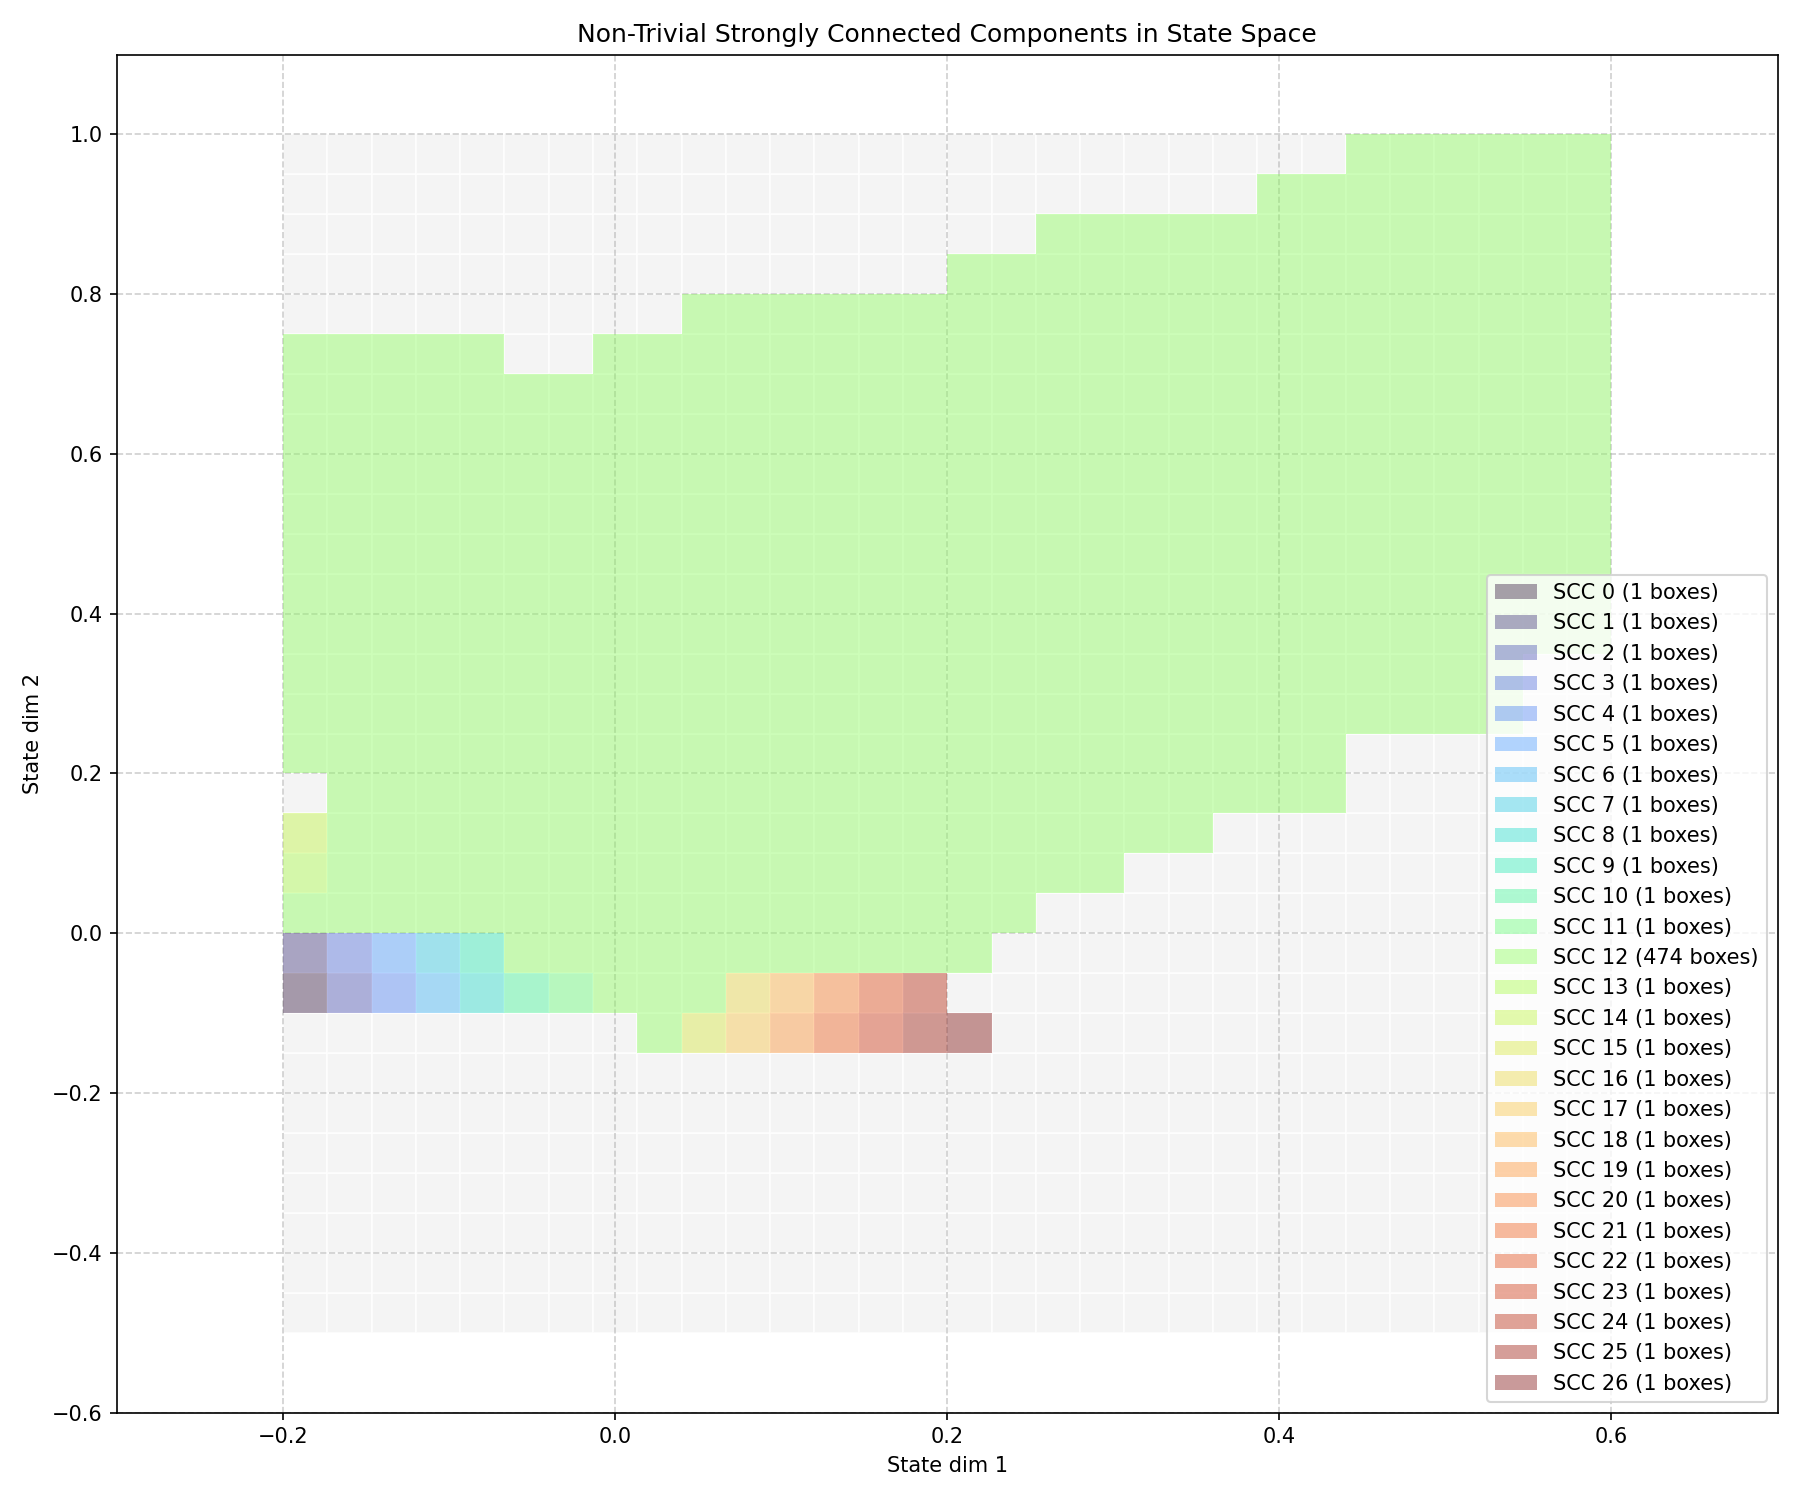 Non-Trivial Strongly Connected Components in State Space
1.0
0.8
0.6
0.4
0.2
0.0
−0.2
−0.4
−0.6
State dim 2
−0.2
0.0
0.2
0.4
0.6
State dim 1
SCC 0 (1 boxes)
SCC 1 (1 boxes)
SCC 2 (1 boxes)
SCC 3 (1 boxes)
SCC 4 (1 boxes)
SCC 5 (1 boxes)
SCC 6 (1 boxes)
SCC 7 (1 boxes)
SCC 8 (1 boxes)
SCC 9 (1 boxes)
SCC 10 (1 boxes)
SCC 11 (1 boxes)
SCC 12 (474 boxes)
SCC 13 (1 boxes)
SCC 14 (1 boxes)
SCC 15 (1 boxes)
SCC 16 (1 boxes)
SCC 17 (1 boxes)
SCC 18 (1 boxes)
SCC 19 (1 boxes)
SCC 20 (1 boxes)
SCC 21 (1 boxes)
SCC 22 (1 boxes)
SCC 23 (1 boxes)
SCC 24 (1 boxes)
SCC 25 (1 boxes)
SCC 26 (1 boxes)